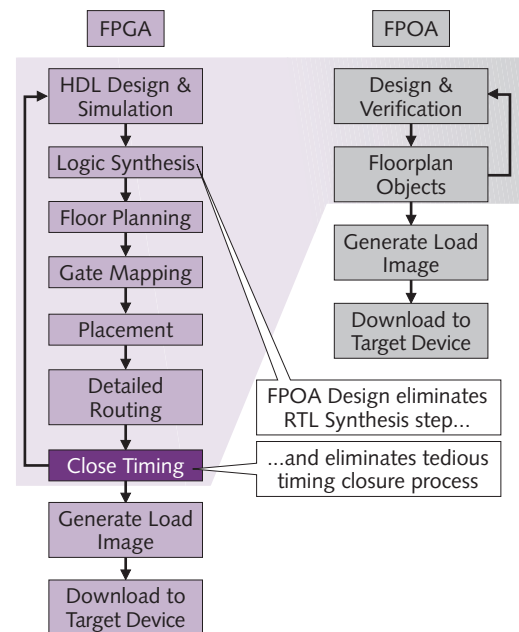 FPGA
HDL Design &
Simulation
Logic Synthesis
Floor Planning
Gate Mapping
Placement
Detailed
Routing
Close Timing
Generate Load
Image
Download to
Target Device
FPOA
Design &
Verification
Floorplan
Objects
Generate Load
Image
Download to
Target Device
FPOA Design eliminates
RTL Synthesis step...
...and eliminates tedious
timing closure process